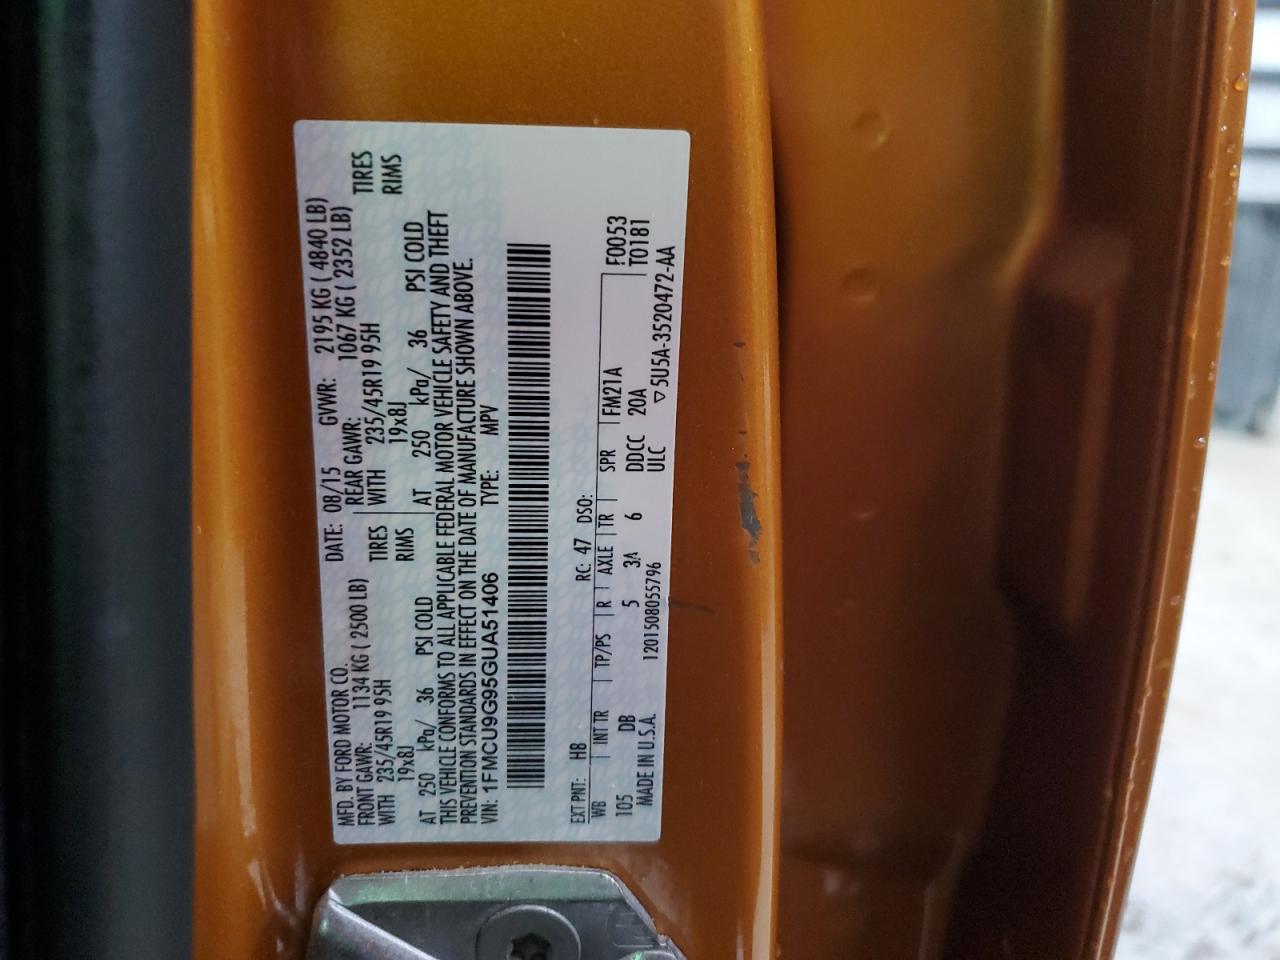 MFD. BY FORD MOTOR CO. DATE: 08/15 GVWR: 2195 KG ( 4840 LB)
FRONT GAWR: 1134 KG ( 2500 LB) REAR GAWR: 1067 KG ( 2352 LB)
WITH 235/45R19 95H TIRES WITH 235/45R19 95H TIRES
19x8J RIMS 19x8J RIMS
AT 250 kPa/ 36 PSI COLD AT 250 kPa/ 36 PSI COLD
THIS VEHICLE CONFORMS TO ALL APPLICABLE FEDERAL MOTOR VEHICLE SAFETY AND THEFT
PREVENTION STANDARDS IN EFFECT ON THE DATE OF MANUFACTURE SHOWN ABOVE.
VIN: 1FMCU9G95GUA51406 TYPE: MPV
EXT PNT: H8 RC: 47 DSO: F0053
WB INT TR TP/PS R AXLE TR SPR FM21A T0181
105 DB 5 3A 6 DDCC 20A
MADE IN U.S.A. 1201508055796 ULC ▽5U5A-3520472-AA